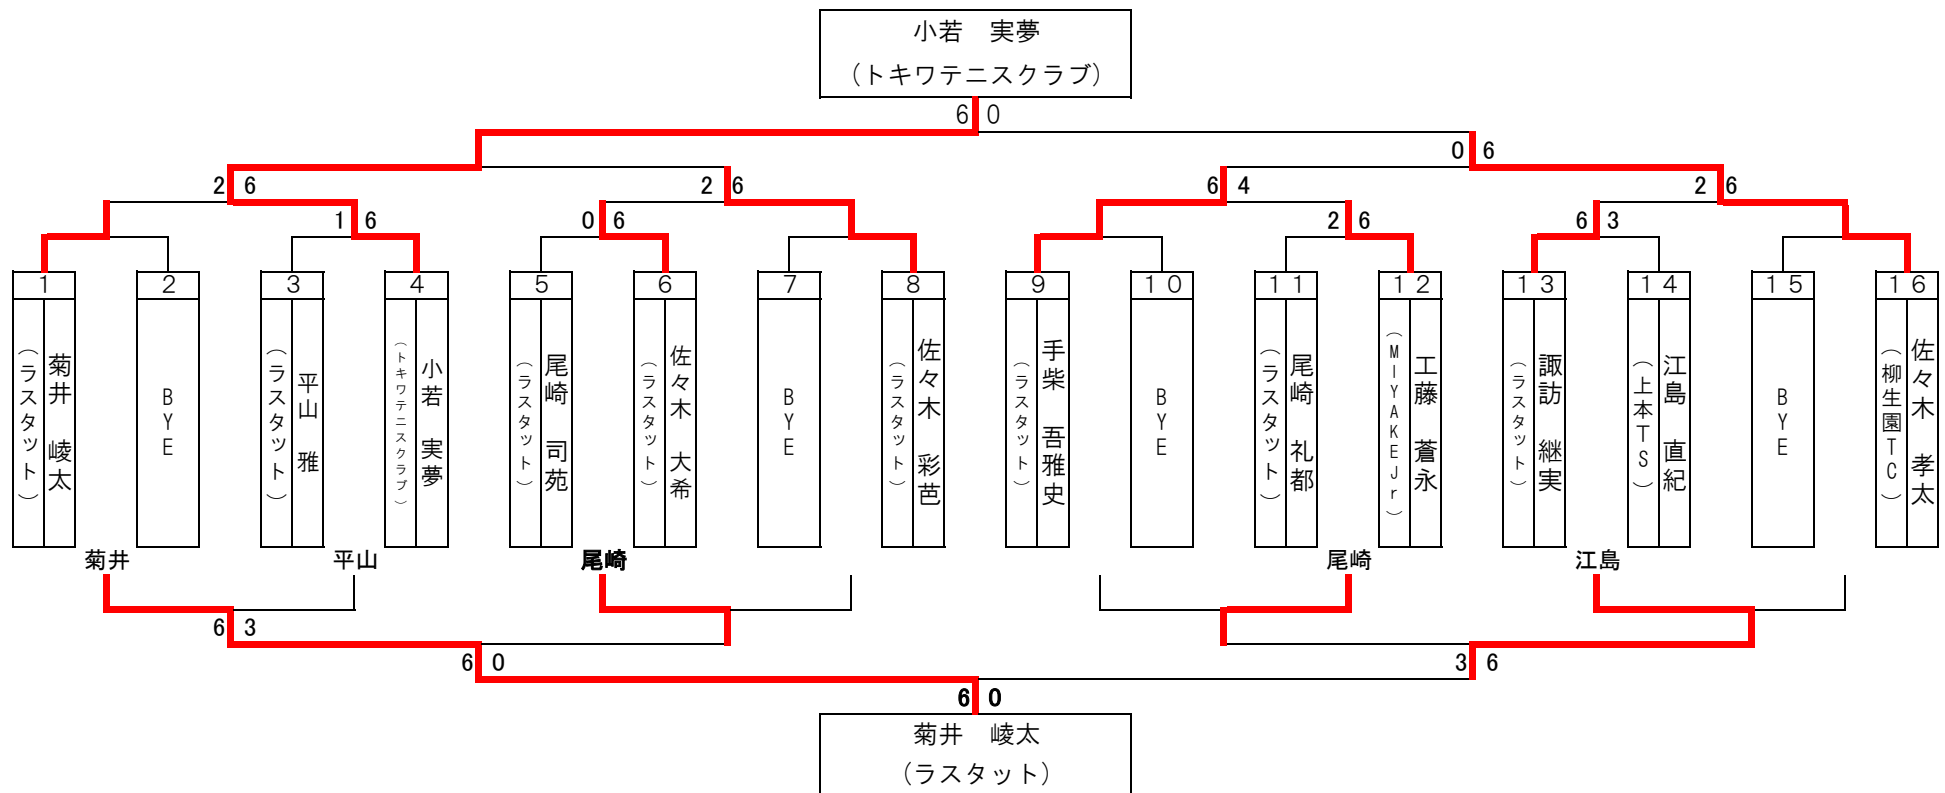 小若　実夢
（トキワテニスクラブ）
6 0
0 6
2 6 2 6 6 4 2 6
1 6 0 6 2 6 6 3
1 2 3 4 5 6 7 8 9 10 11 12 13 14 15 16
菊井　崚太
（ラスタット）
BYE
平山　雅
（ラスタット）
小若　実夢
（トキワテニスクラブ）
尾崎　司苑
（ラスタット）
佐々木　大希
（ラスタット）
BYE
佐々木　彩芭
（ラスタット）
手柴　吾雅史
（ラスタット）
BYE
尾崎　礼都
（ラスタット）
工藤　蒼永
（MIYAKEJr）
諏訪　継実
（ラスタット）
江島　直紀
（上本TS）
BYE
佐々木　孝太
（柳生園TC）
菊井 平山 尾崎 尾崎 江島
6 3
6 0 3 6
6 0
菊井　崚太
（ラスタット）